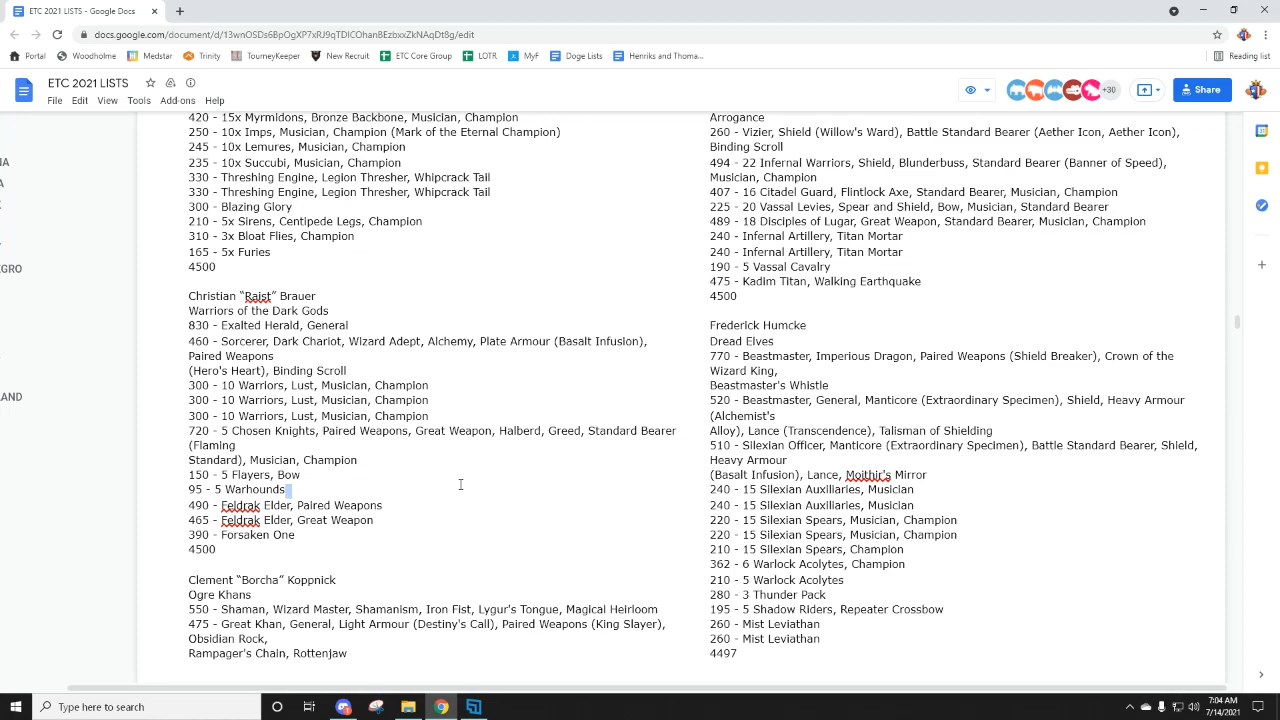 ETC 2021 LISTS - Google Docs
docs.google.com/document/d/13wnOSDs6BpOgXP7xRJ9qTDICOhan8EzbxxZkNAqDt8g/edit
Portal
Woodholme
Medstar
Trinity
TourneyKeeper
New Recruit
ETC Core Group
LOTR
MyF
Doge Lists
Henriks and Thoma...
Reading list
ETC 2021 LISTS
File Edit View Tools Add-ons Help
+30
Share
NA
A
EGRO
LAND
420 - 15x Myrmidons, Bronze Backbone, Musician, Champion
250 - 10x Imps, Musician, Champion (Mark of the Eternal Champion)
245 - 10x Lemures, Musician, Champion
235 - 10x Succubi, Musician, Champion
330 - Threshing Engine, Legion Thresher, Whipcrack Tail
330 - Threshing Engine, Legion Thresher, Whipcrack Tail
300 - Blazing Glory
210 - 5x Sirens, Centipede Legs, Champion
310 - 3x Bloat Flies, Champion
165 - 5x Furies
4500
Christian "Raist" Brauer
Warriors of the Dark Gods
830 - Exalted Herald, General
460 - Sorcerer, Dark Chariot, Wizard Adept, Alchemy, Plate Armour (Basalt Infusion),
Paired Weapons
(Hero's Heart), Binding Scroll
300 - 10 Warriors, Lust, Musician, Champion
300 - 10 Warriors, Lust, Musician, Champion
300 - 10 Warriors, Lust, Musician, Champion
720 - 5 Chosen Knights, Paired Weapons, Great Weapon, Halberd, Greed, Standard Bearer
(Flaming
Standard), Musician, Champion
150 - 5 Flayers, Bow
95 - 5 Warhounds
490 - Feldrak Elder, Paired Weapons
465 - Feldrak Elder, Great Weapon
390 - Forsaken One
4500
Clement "Borcha" Koppnick
Ogre Khans
550 - Shaman, Wizard Master, Shamanism, Iron Fist, Lygur's Tongue, Magical Heirloom
475 - Great Khan, General, Light Armour (Destiny's Call), Paired Weapons (King Slayer),
Obsidian Rock,
Rampager's Chain, Rottenjaw
Arrogance
260 - Vizier, Shield (Willow's Ward), Battle Standard Bearer (Aether Icon, Aether Icon),
Binding Scroll
494 - 22 Infernal Warriors, Shield, Blunderbuss, Standard Bearer (Banner of Speed),
Musician, Champion
407 - 16 Citadel Guard, Flintlock Axe, Standard Bearer, Musician, Champion
225 - 20 Vassal Levies, Spear and Shield, Bow, Musician, Standard Bearer
489 - 18 Disciples of Lugar, Great Weapon, Standard Bearer, Musician, Champion
240 - Infernal Artillery, Titan Mortar
240 - Infernal Artillery, Titan Mortar
190 - 5 Vassal Cavalry
475 - Kadim Titan, Walking Earthquake
4500
Frederick Humcke
Dread Elves
770 - Beastmaster, Imperious Dragon, Paired Weapons (Shield Breaker), Crown of the
Wizard King,
Beastmaster's Whistle
520 - Beastmaster, General, Manticore (Extraordinary Specimen), Shield, Heavy Armour
(Alchemist's
Alloy), Lance (Transcendence), Talisman of Shielding
510 - Silexian Officer, Manticore (Extraordinary Specimen), Battle Standard Bearer, Shield,
Heavy Armour
(Basalt Infusion), Lance, Moithir's Mirror
240 - 15 Silexian Auxiliaries, Musician
240 - 15 Silexian Auxiliaries, Musician
220 - 15 Silexian Spears, Musician, Champion
220 - 15 Silexian Spears, Musician, Champion
210 - 15 Silexian Spears, Champion
362 - 6 Warlock Acolytes, Champion
210 - 5 Warlock Acolytes
280 - 3 Thunder Pack
195 - 5 Shadow Riders, Repeater Crossbow
260 - Mist Leviathan
260 - Mist Leviathan
4497
Type here to search
7:04 AM
7/14/2021